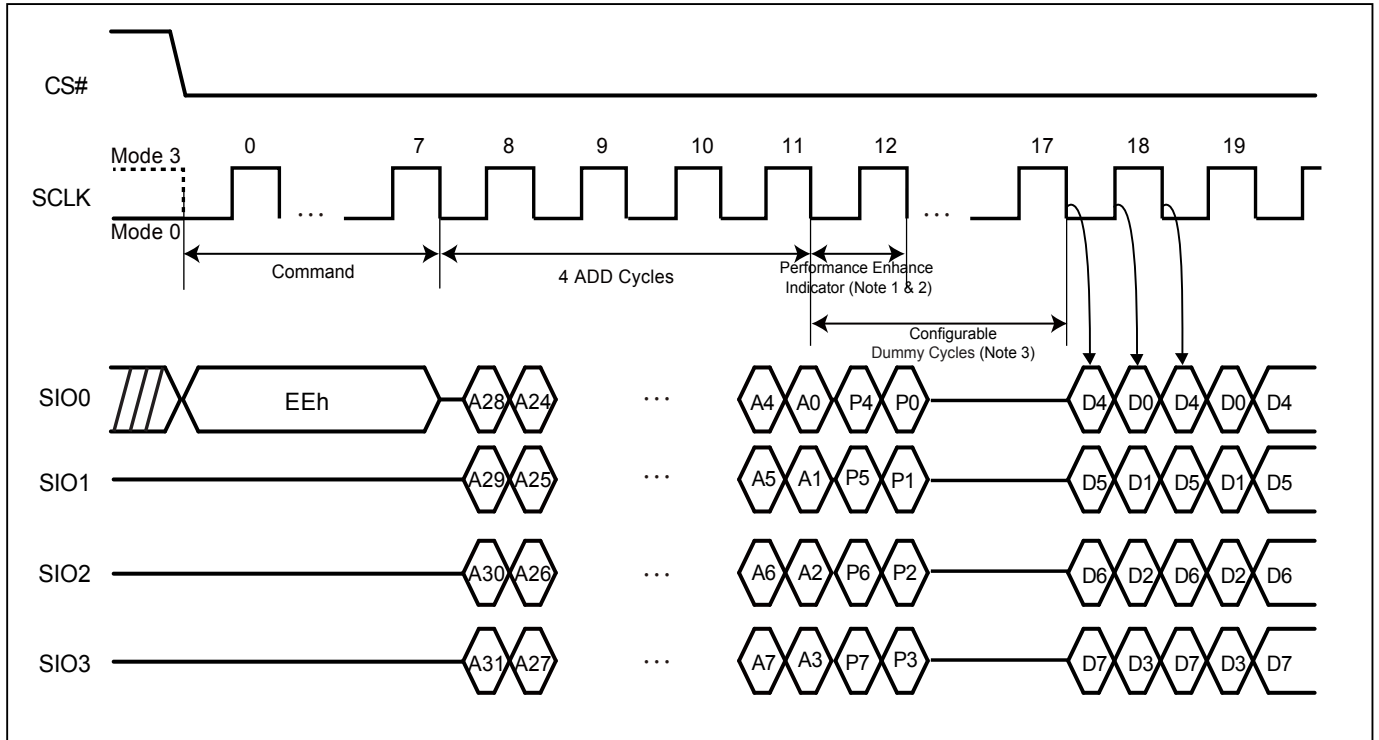 CS#
Mode 3
0 7 8 9 10 11 12 17 18 19
SCLK
...
...
Mode 0
Command
4 ADD Cycles
Performance Enhance
Indicator (Note 1 & 2)
Configurable
Dummy Cycles (Note 3)
SIO0 EEh A28 A24 ... A4 A0 P4 P0 D4 D0 D4 D0 D4
SIO1 A29 A25 ... A5 A1 P5 P1 D5 D1 D5 D1 D5
SIO2 A30 A26 ... A6 A2 P6 P2 D6 D2 D6 D2 D6
SIO3 A31 A27 ... A7 A3 P7 P3 D7 D3 D7 D3 D7